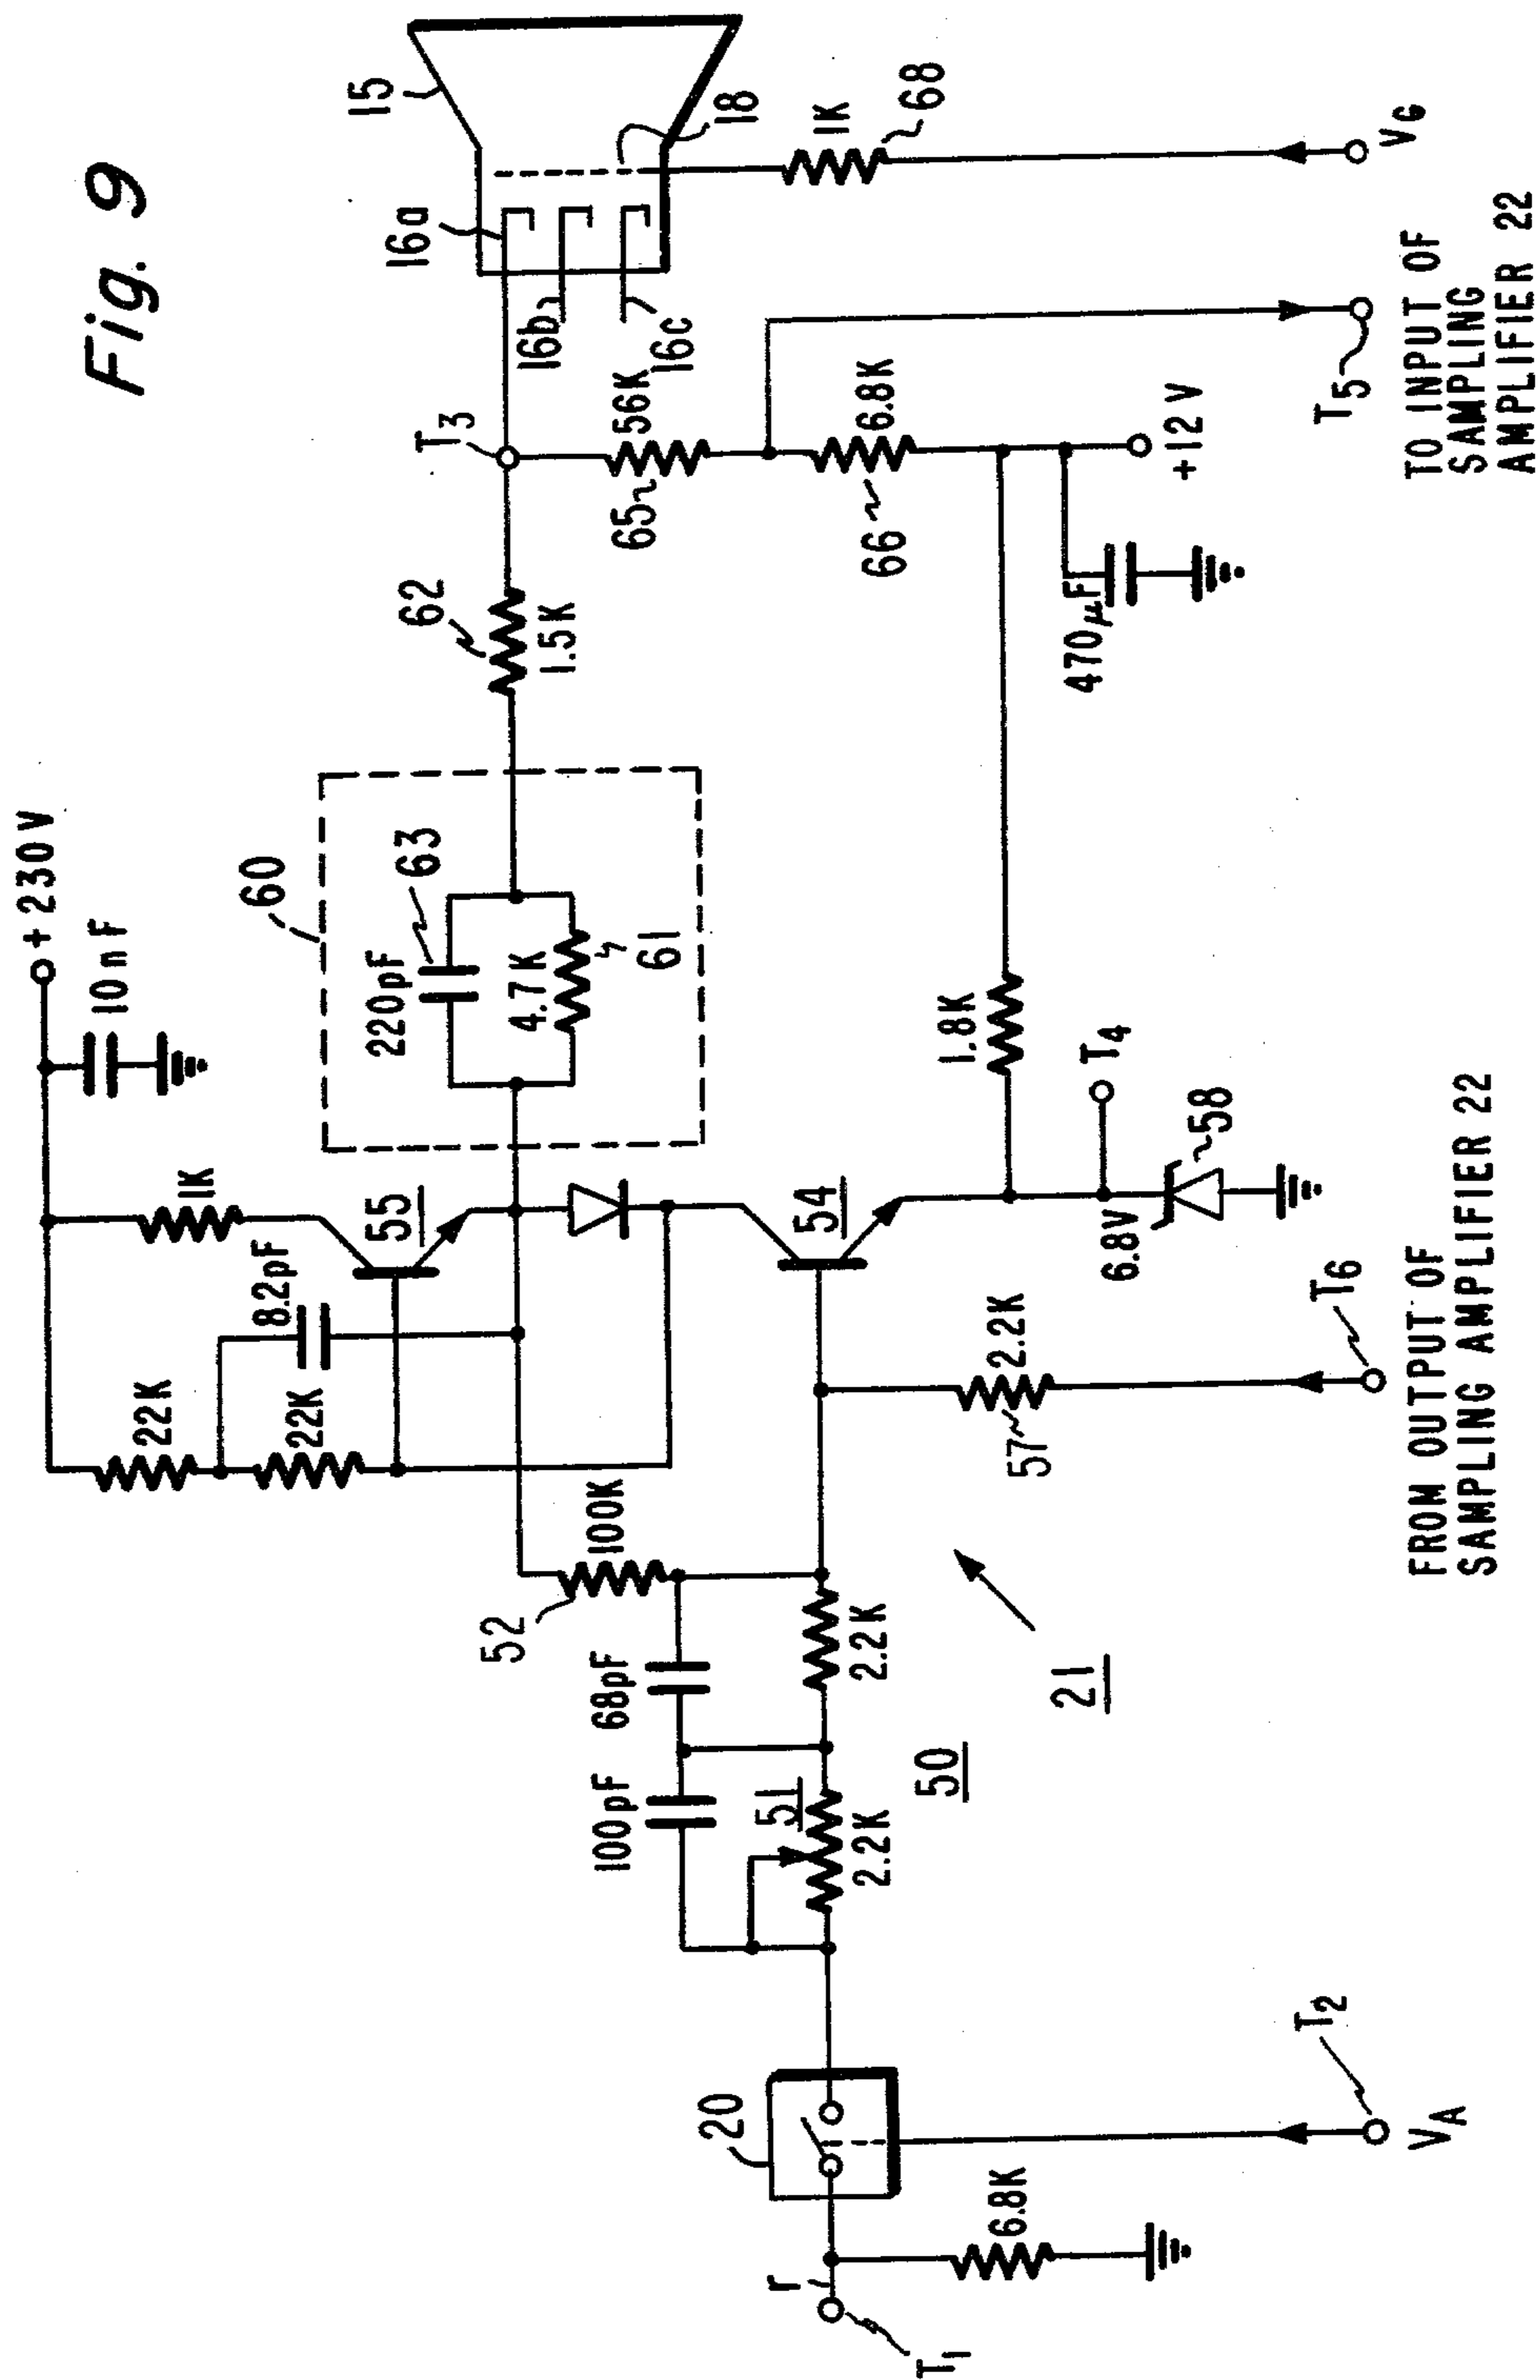 Fig. 9
+230V
10nF
22K
22K
8.2pF
1K
55
60
220pF
63
4.7K
61
62
1.5K
T3
15
16a
16b
16c
18
1K
68
VG
65
56K
66
6.8K
+12V
470µF
T5
TO INPUT OF
SAMPLING
AMPLIFIER 22
52
100K
68pF
100pF
51
2.2K
2.2K
50
21
54
57
2.2K
1.8K
T4
6.8V
58
T6
FROM OUTPUT OF
SAMPLING AMPLIFIER 22
T1
r
20
6.8K
T2
VA